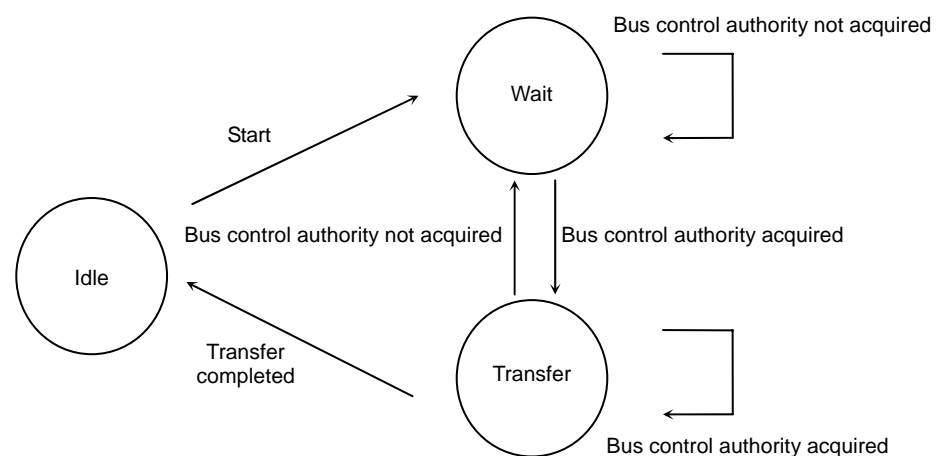 Bus control authority not acquired
Wait
Start
Bus control authority not acquired
Bus control authority acquired
Idle
Transfer
completed
Transfer
Bus control authority acquired